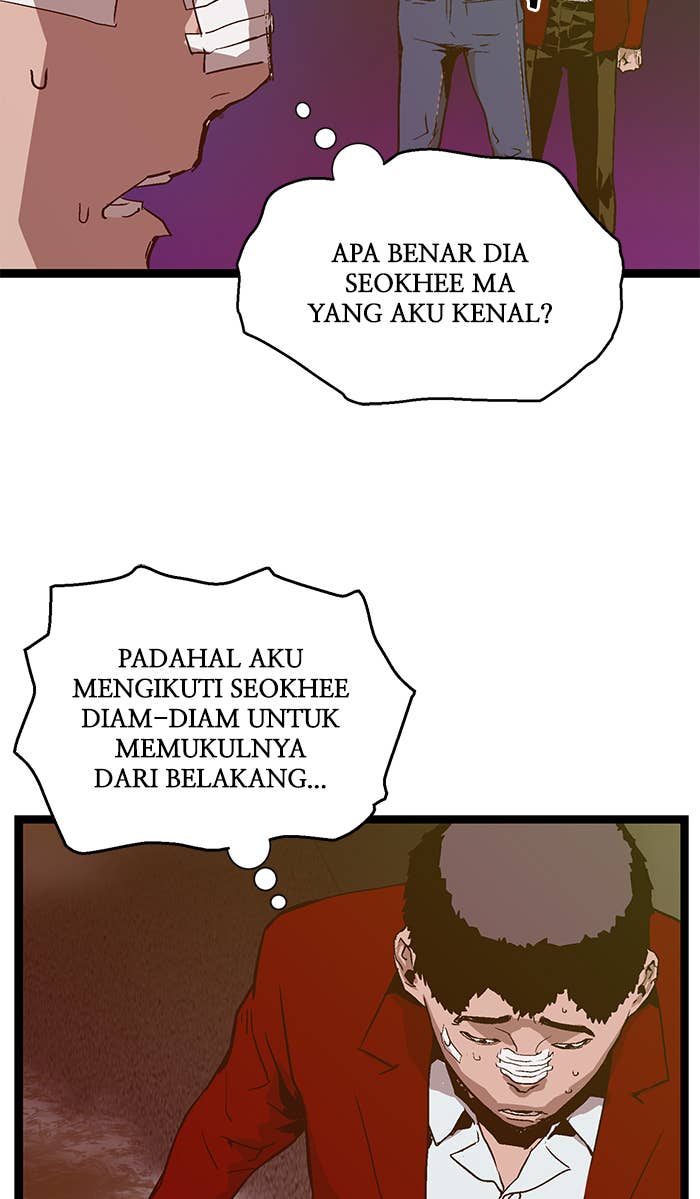 APA BENAR DIA
SEOKHEE MA
YANG AKU KENAL?
PADAHAL AKU
MENGIKUTI SEOKHEE
DIAM-DIAM UNTUK
MEMUKULNYA
DARI BELAKANG...